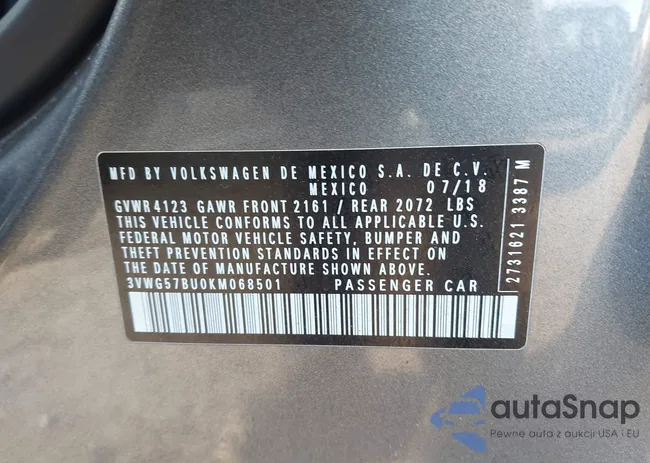 MFD BY VOLKSWAGEN DE MEXICO S.A. DE C.V.
MEXICO 07/18
GVWR 4123 GAWR FRONT 2161 / REAR 2072 LBS
THIS VEHICLE CONFORMS TO ALL APPLICABLE U.S.
FEDERAL MOTOR VEHICLE SAFETY, BUMPER AND
THEFT PREVENTION STANDARDS IN EFFECT ON
THE DATE OF MANUFACTURE SHOWN ABOVE.
3VWG57BU0KM068501 PASSENGER CAR
2731621 3387 M
autaSnap
Pewne auta z aukcji USA i EU